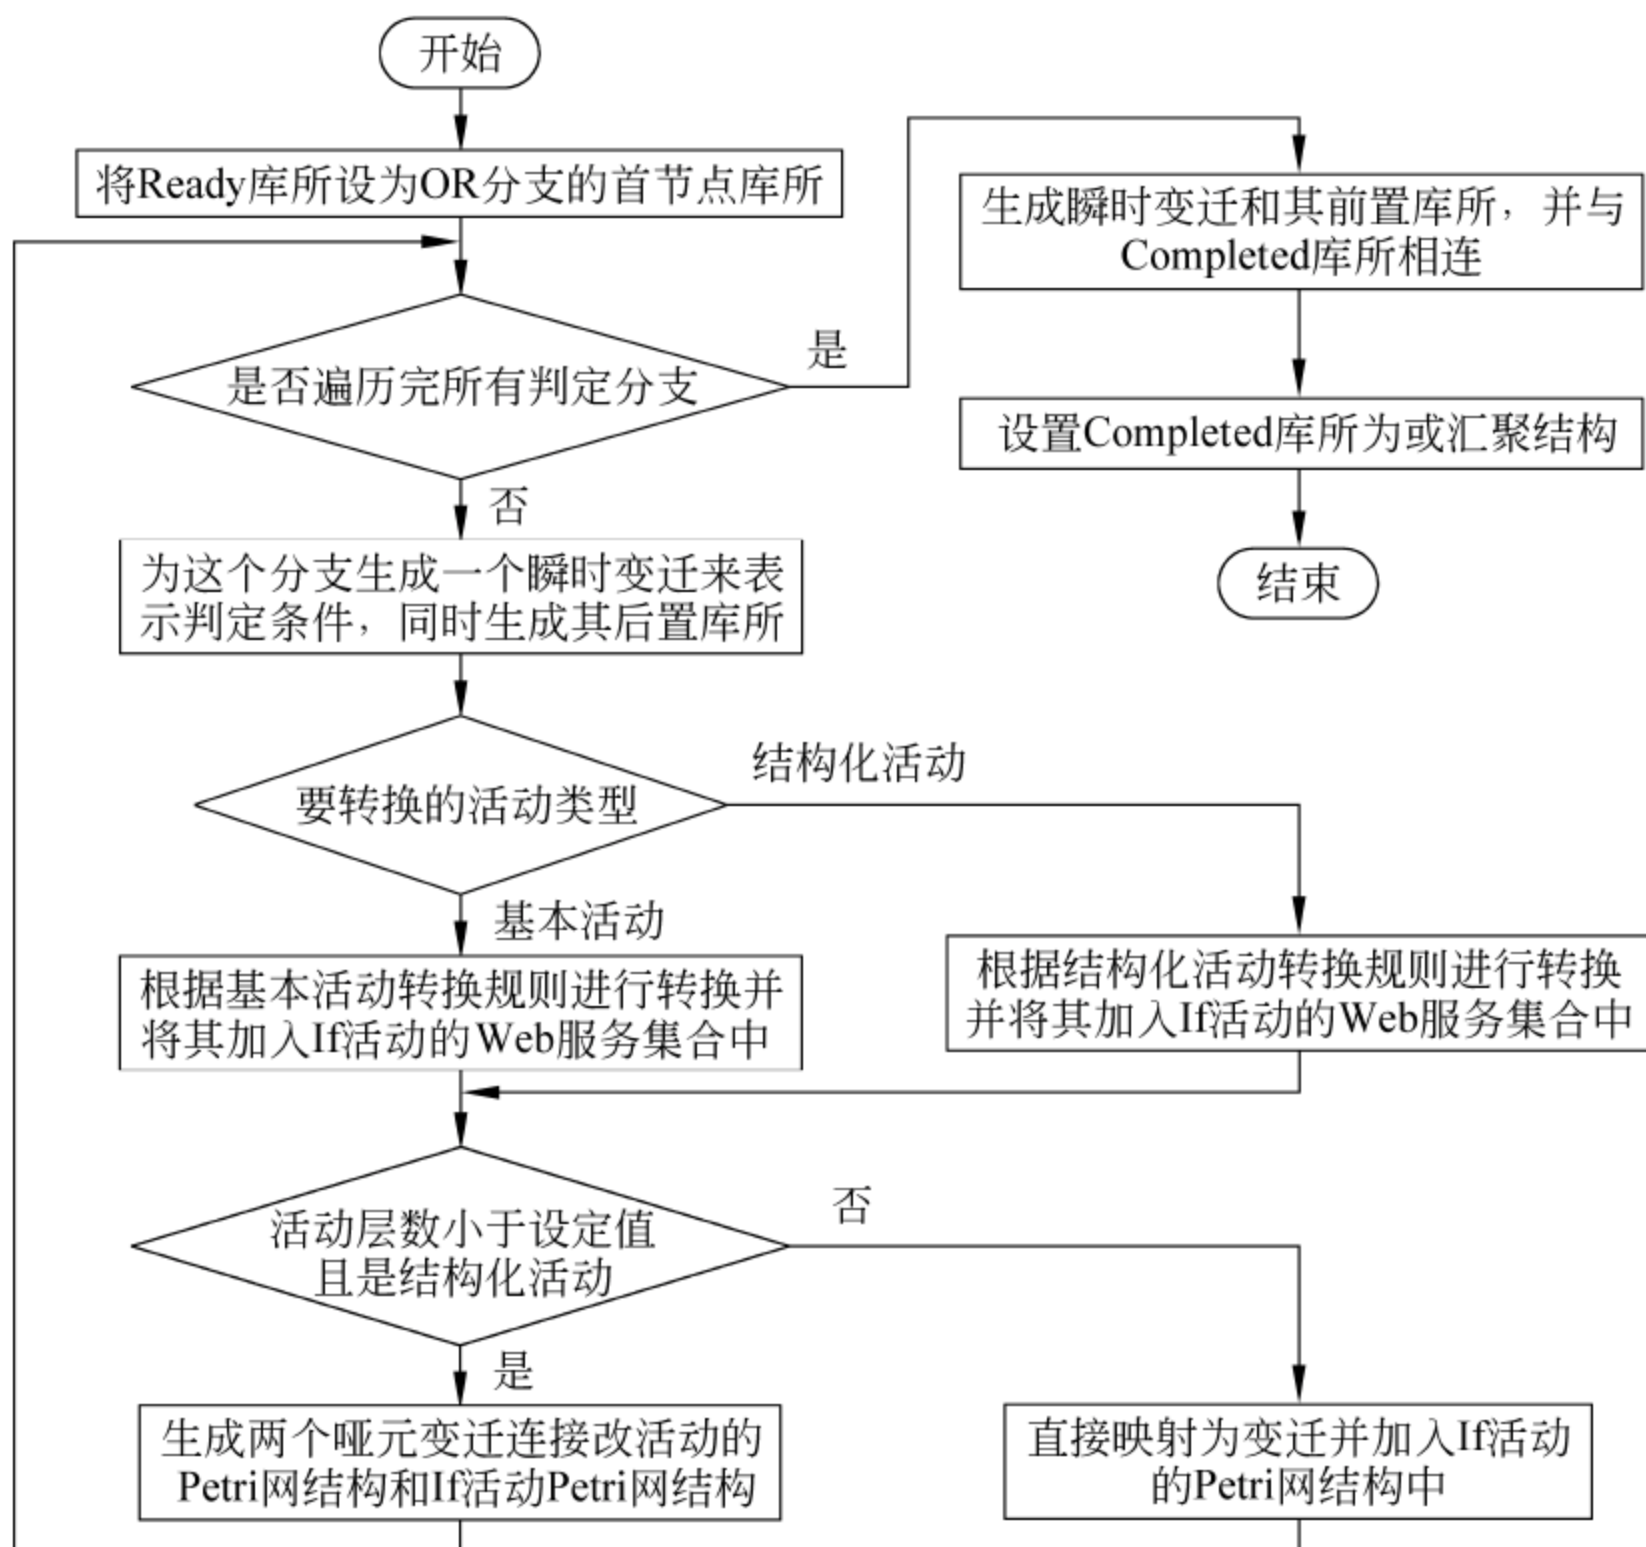 开始
将Ready库所设为OR分支的首节点库所
是否遍历完所有判定分支
是
生成瞬时变迁和其前置库所，并与
Completed库所相连
设置Completed库所为或汇聚结构
结束
否
为这个分支生成一个瞬时变迁来表
示判定条件，同时生成其后置库所
要转换的活动类型
结构化活动
基本活动
根据基本活动转换规则进行转换并
将其加入If活动的Web服务集合中
根据结构化活动转换规则进行转换
并将其加入If活动的Web服务集合中
活动层数小于设定值
且是结构化活动
否
是
生成两个哑元变迁连接改活动的
Petri网结构和If活动Petri网结构
直接映射为变迁并加入If活动
的Petri网结构中